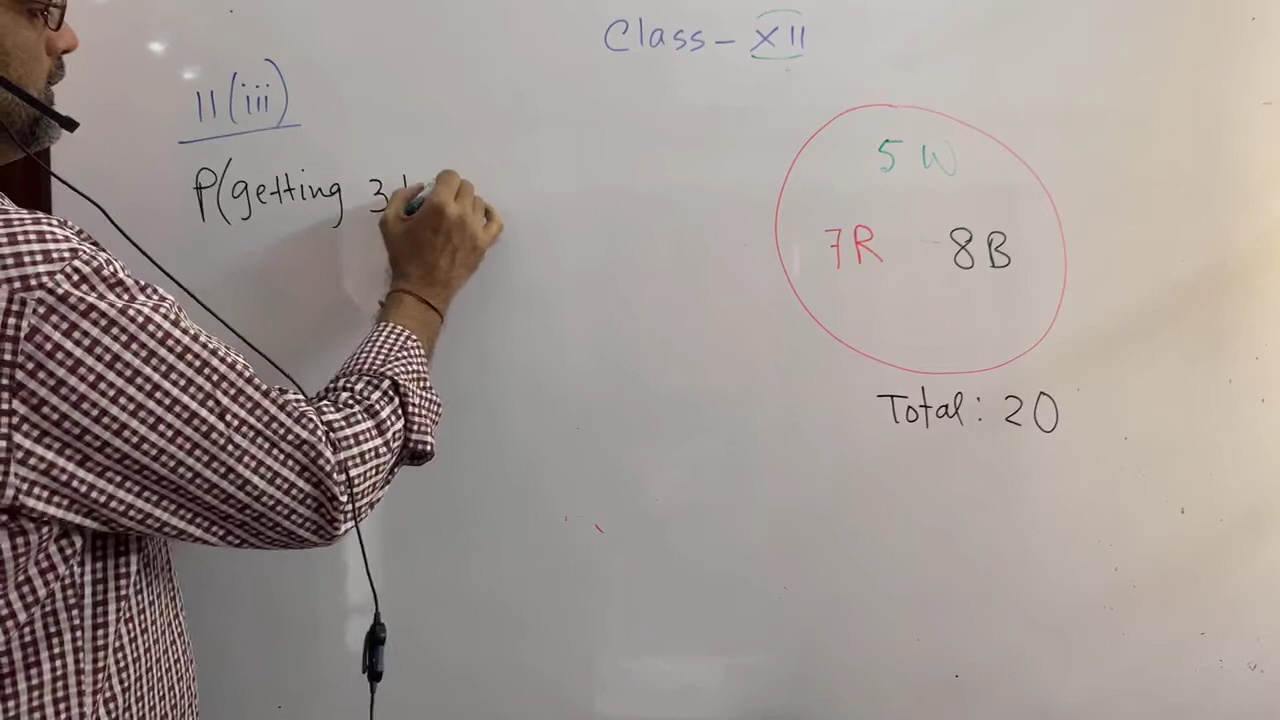 Class - XII
11(iii)
P(getting 3
5 W
7R 8B
Total: 20